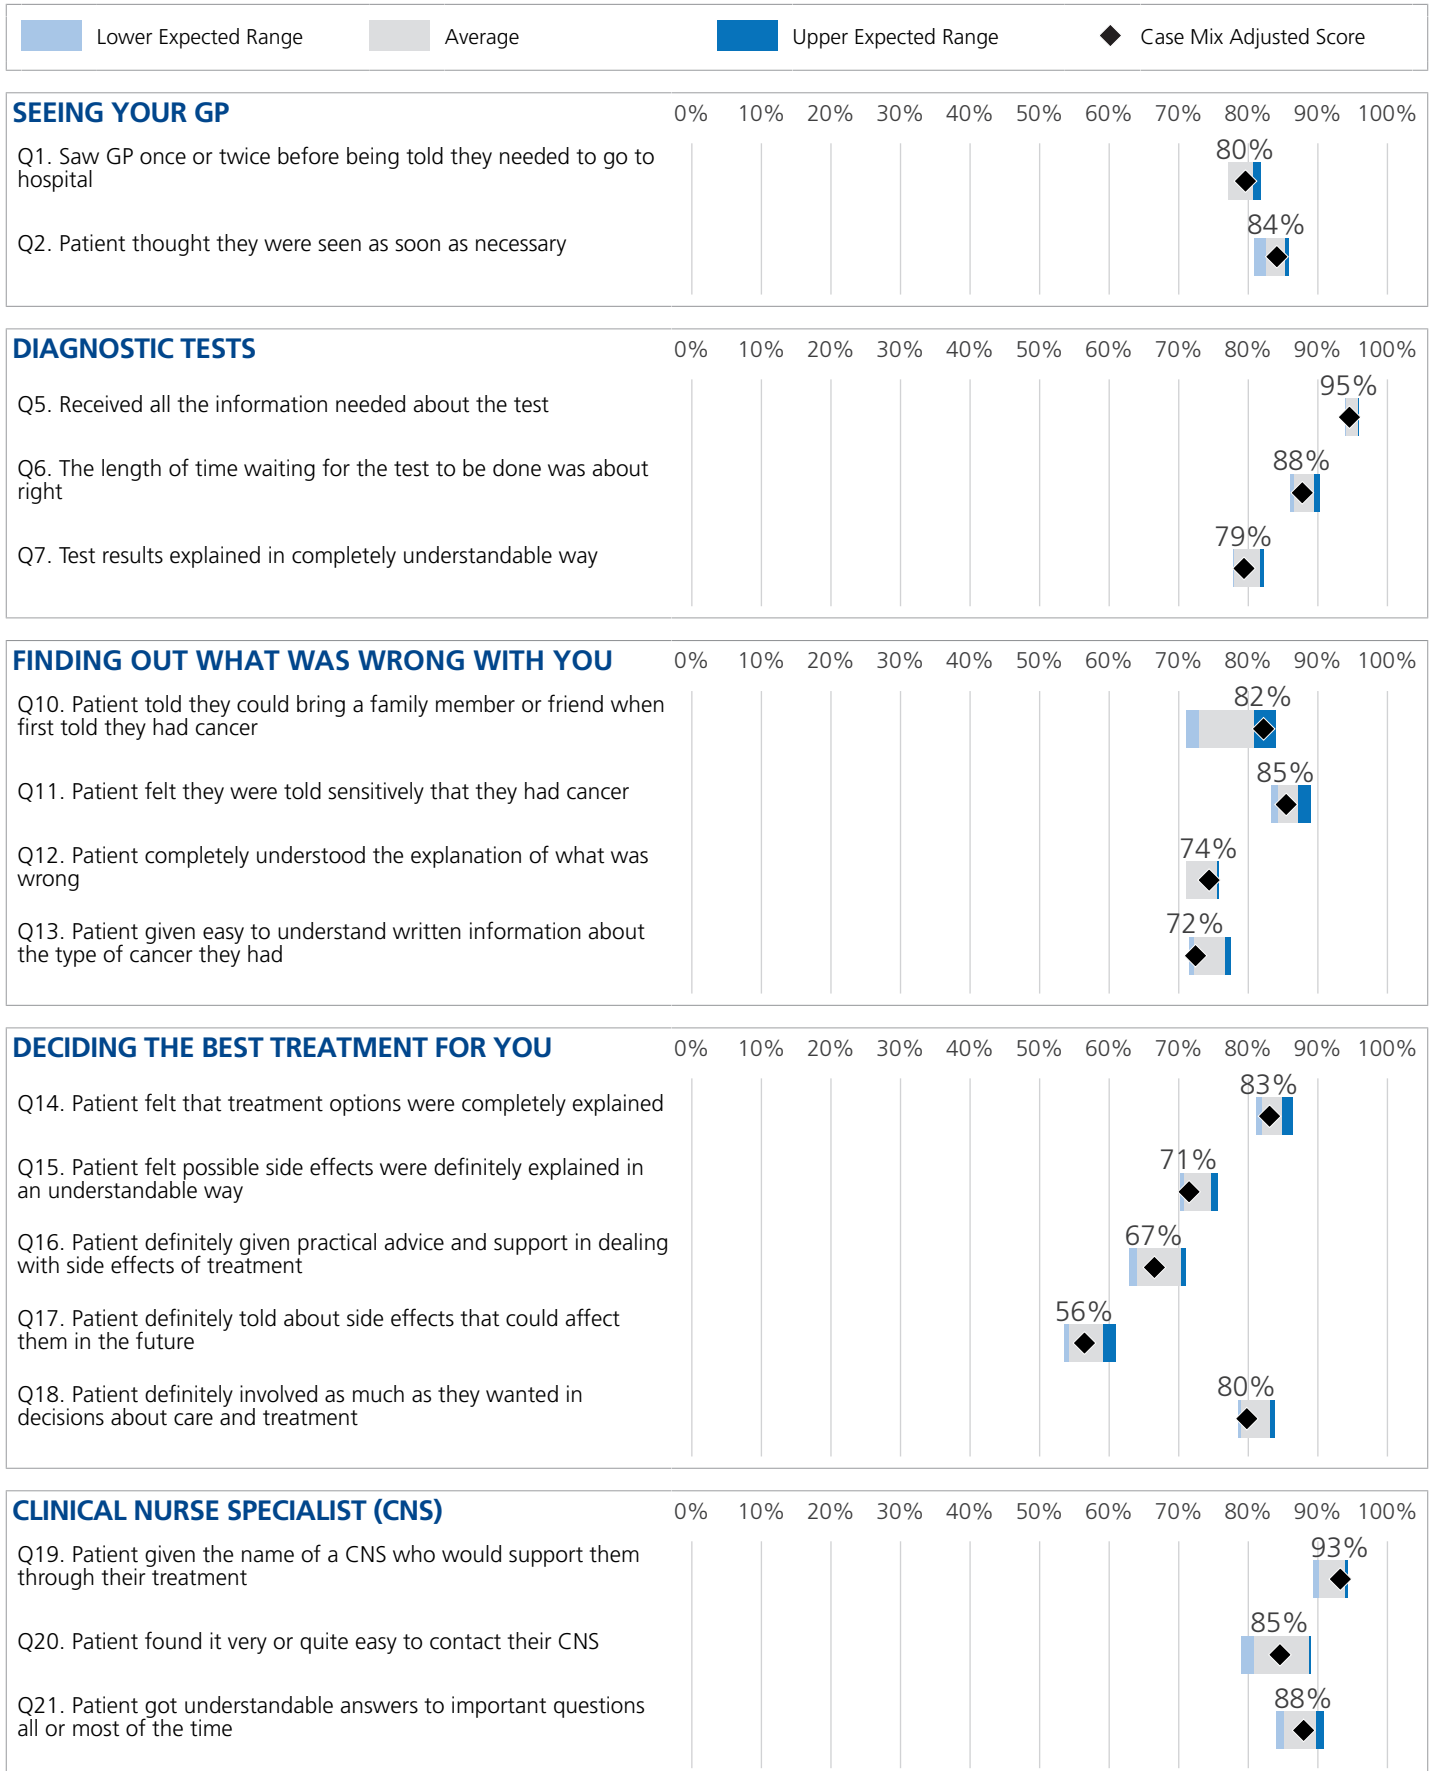 Lower Expected Range Average Upper Expected Range Case Mix Adjusted Score
SEEING YOUR GP 0% 10% 20% 30% 40% 50% 60% 70% 80% 90% 100%
80%
Q1. Saw GP once or twice before being told they needed to go to
hospital
84%
Q2. Patient thought they were seen as soon as necessary
DIAGNOSTIC TESTS 0% 10% 20% 30% 40% 50% 60% 70% 80% 90% 100%
95%
Q5. Received all the information needed about the test
88%
Q6. The length of time waiting for the test to be done was about
right
79%
Q7. Test results explained in completely understandable way
FINDING OUT WHAT WAS WRONG WITH YOU 0% 10% 20% 30% 40% 50% 60% 70% 80% 90% 100%
82%
Q10. Patient told they could bring a family member or friend when
first told they had cancer
85%
Q11. Patient felt they were told sensitively that they had cancer
74%
Q12. Patient completely understood the explanation of what was
wrong
72%
Q13. Patient given easy to understand written information about
the type of cancer they had
DECIDING THE BEST TREATMENT FOR YOU 0% 10% 20% 30% 40% 50% 60% 70% 80% 90% 100%
83%
Q14. Patient felt that treatment options were completely explained
71%
Q15. Patient felt possible side effects were definitely explained in
an understandable way
67%
Q16. Patient definitely given practical advice and support in dealing
with side effects of treatment
56%
Q17. Patient definitely told about side effects that could affect
them in the future
80%
Q18. Patient definitely involved as much as they wanted in
decisions about care and treatment
CLINICAL NURSE SPECIALIST (CNS) 0% 10% 20% 30% 40% 50% 60% 70% 80% 90% 100%
93%
Q19. Patient given the name of a CNS who would support them
through their treatment
85%
Q20. Patient found it very or quite easy to contact their CNS
88%
Q21. Patient got understandable answers to important questions
all or most of the time